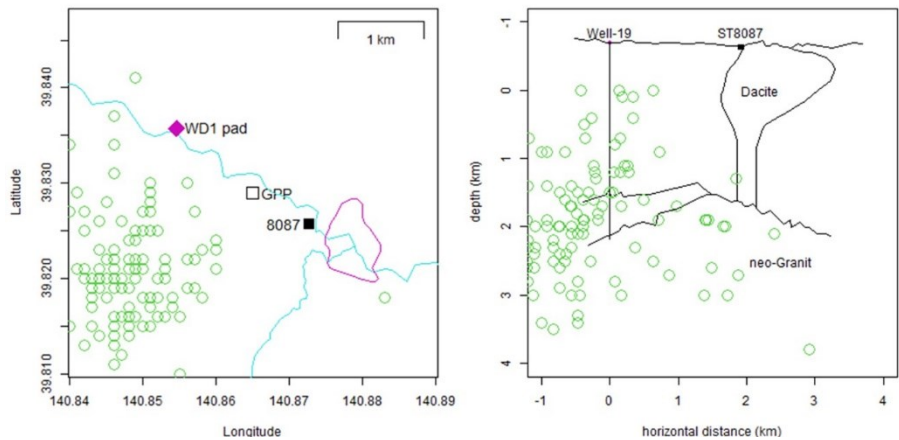 1 km
39.840
39.830
39.820
39.810
Latitude
WD1 pad
GPP
8087
140.84 140.85 140.86 140.87 140.88 140.89
Longitude
-1
0
1
2
3
4
depth (km)
Well-19 ST8087
Dacite
neo-Granit
-1 0 1 2 3 4
horizontal distance (km)